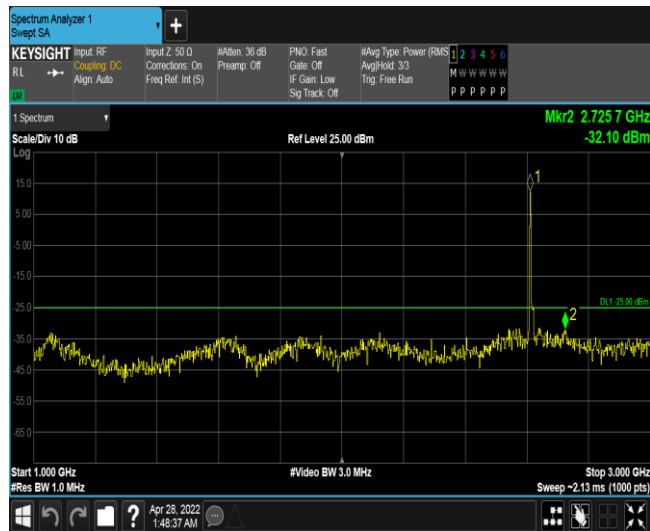 Spectrum Analyzer 1
Swept SA
KEYSIGHT
RL
Input: RF
Coupling: DC
Align: Auto
Input Z: 50 Ω
Corrections: On
Freq Ref: Int (S)
#Atten: 36 dB
Preamp: Off
PNO: Fast
Gate: Off
IF Gain: Low
Sig Track: Off
#Avg Type: Power (RMS
Avg|Hold: 3/3
Trig: Free Run
1 2 3 4 5 6
M W W W W W
P P P P P P
1 Spectrum
Mkr2 2.725 7 GHz
Scale/Div 10 dB
Ref Level 25.00 dBm
-32.10 dBm
Log
1
15.0
5.00
-5.00
-15.0
-25.0
DL1 -25.00 dBm
2
-35.0
-45.0
-55.0
-65.0
Start 1.000 GHz
#Video BW 3.0 MHz
Stop 3.000 GHz
#Res BW 1.0 MHz
Sweep ~2.13 ms (1000 pts)
?
Apr 28, 2022
1:48:37 AM